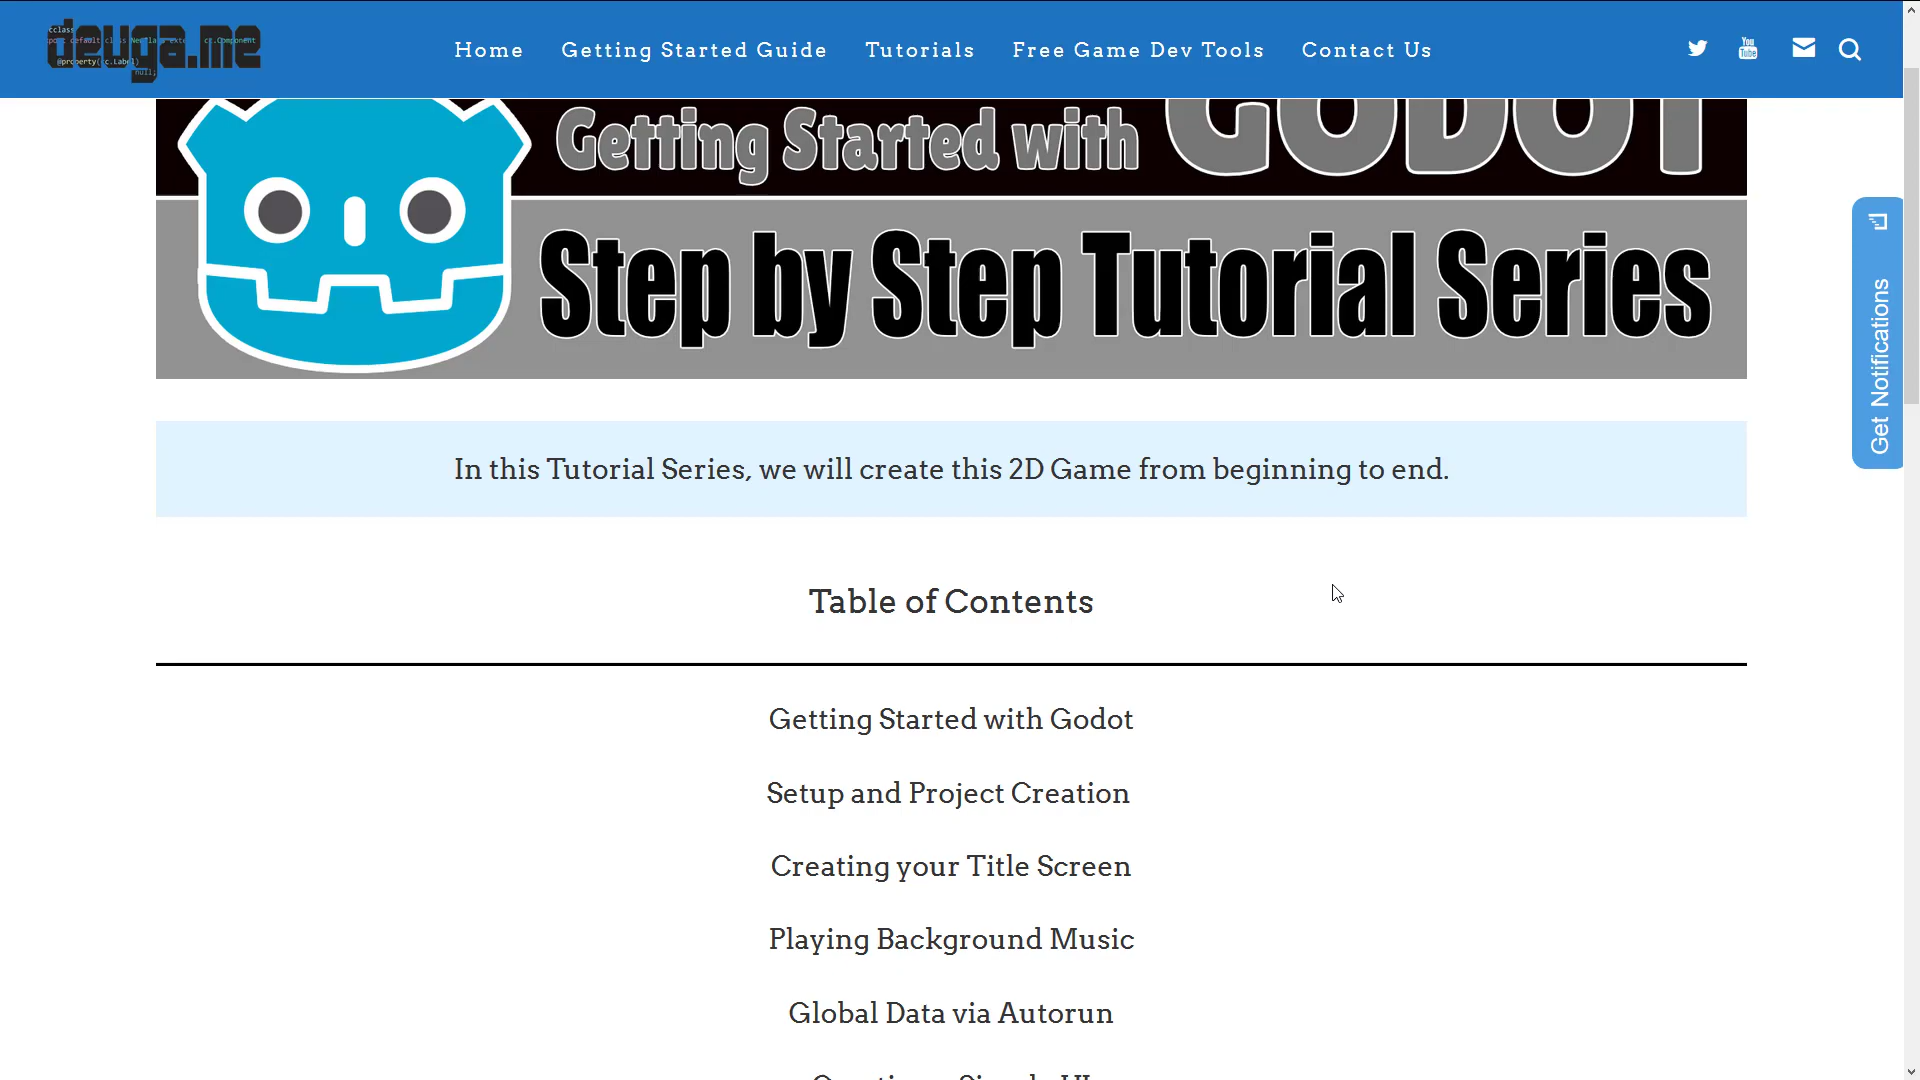 devga.me
Home Getting Started Guide Tutorials Free Game Dev Tools Contact Us
You Tube
Getting Started with GODOT
Step by Step Tutorial Series
Get Notifications
In this Tutorial Series, we will create this 2D Game from beginning to end.
Table of Contents
Getting Started with Godot
Setup and Project Creation
Creating your Title Screen
Playing Background Music
Global Data via Autorun